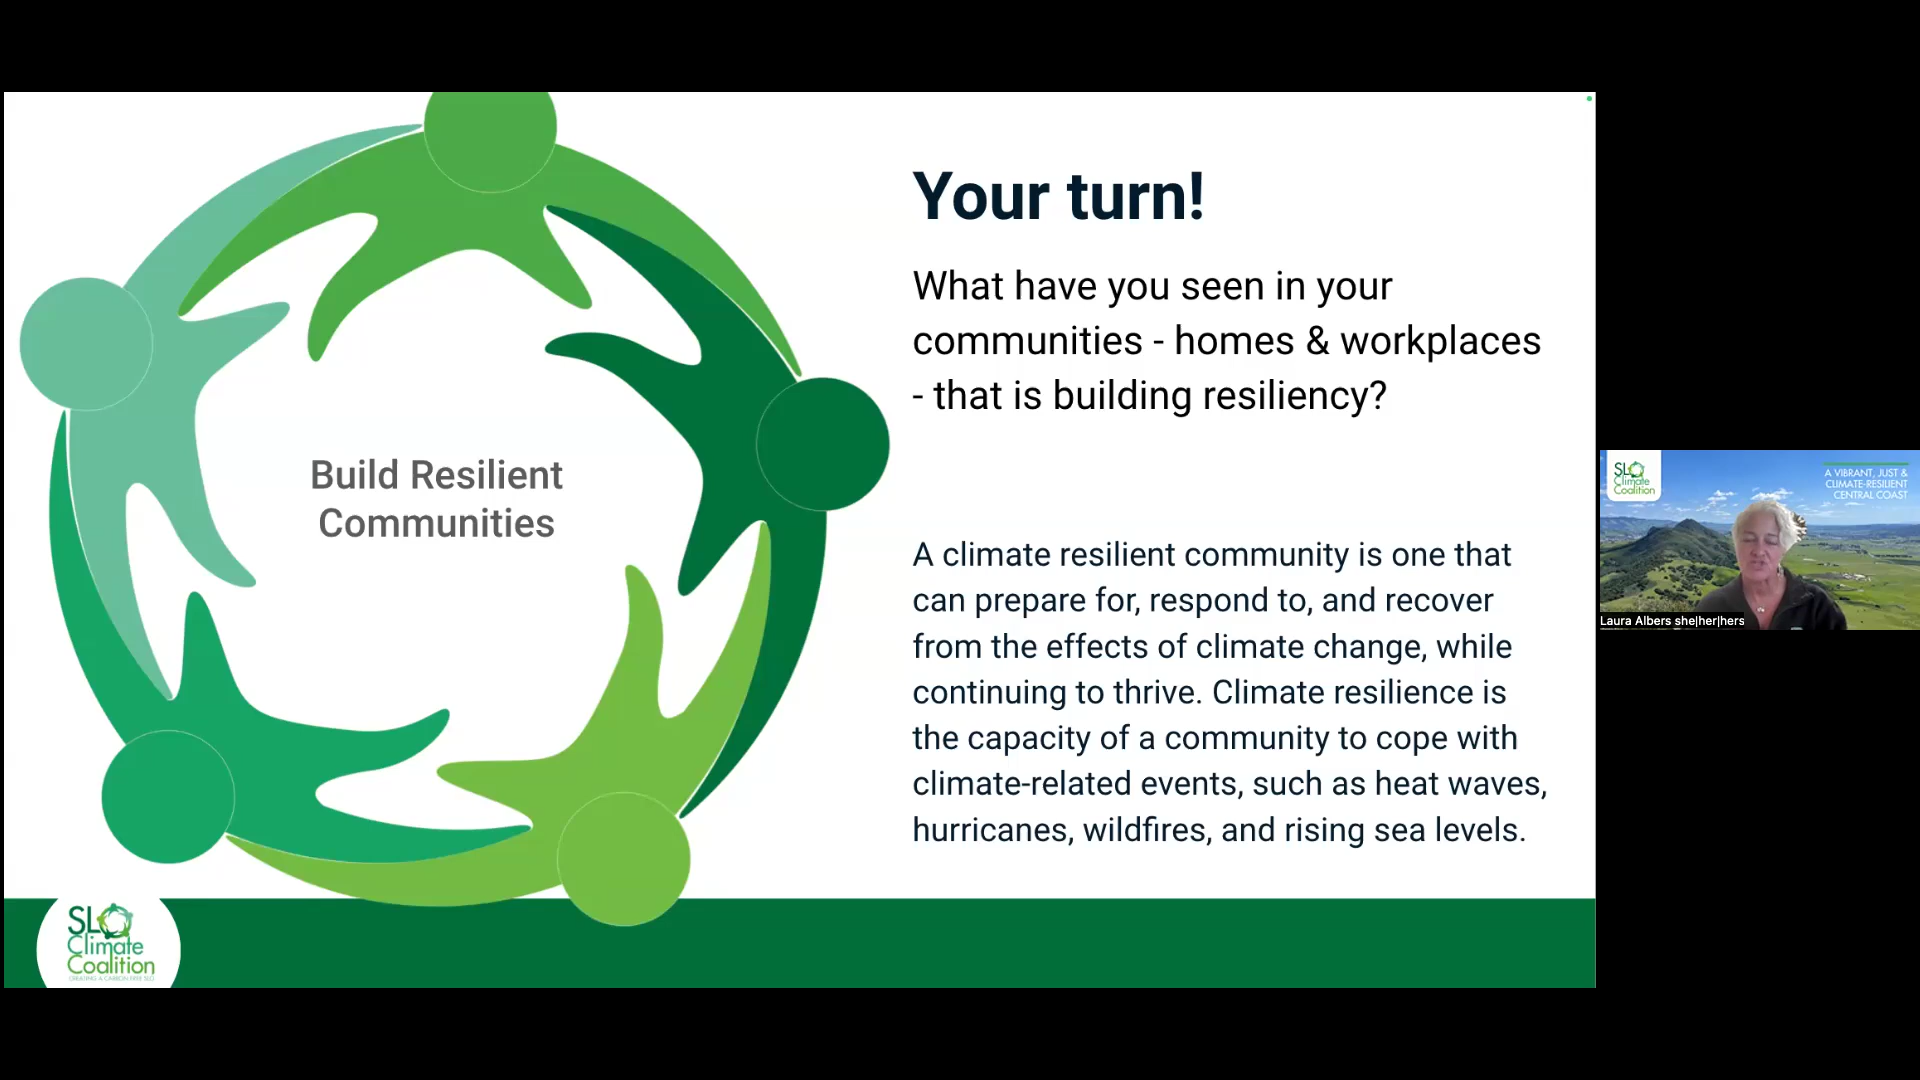 Your turn!
What have you seen in your
communities - homes & workplaces
- that is building resiliency?
Build Resilient
Communities
A climate resilient community is one that
can prepare for, respond to, and recover
from the effects of climate change, while
continuing to thrive. Climate resilience is
the capacity of a community to cope with
climate-related events, such as heat waves,
hurricanes, wildfires, and rising sea levels.
SLO
Climate
Coalition
CREATING A CARBON FREE SLO
SLO
Climate
Coalition
A VIBRANT, JUST &
CLIMATE-RESILIENT
CENTRAL COAST
Laura Albers she|her|hers